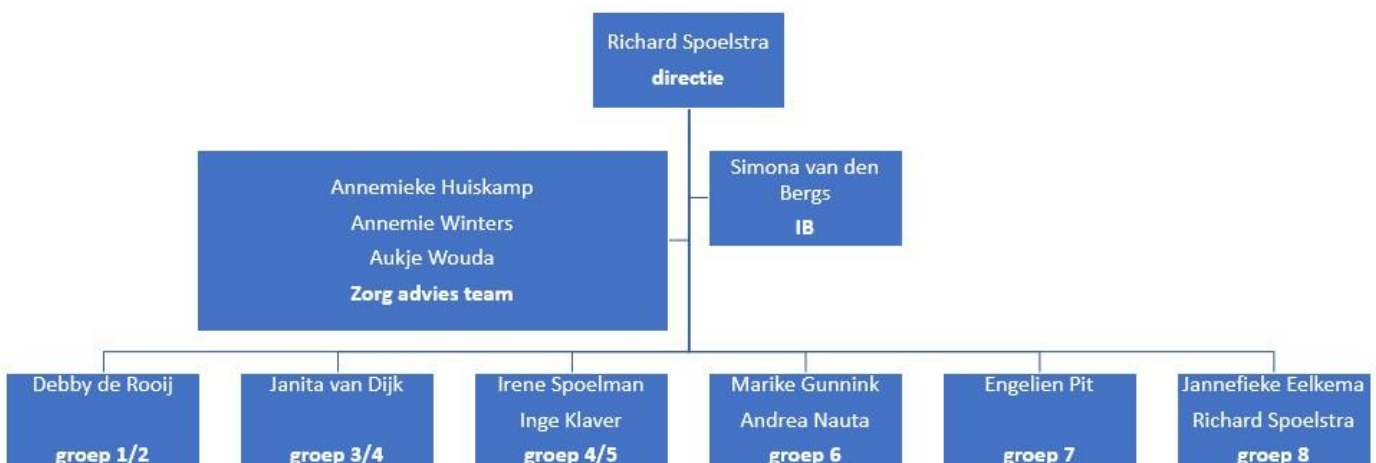 Richard Spoelstra
directie
Annemieke Huiskamp
Annemie Winters
Aukje Wouda
Zorg advies team
Simona van den
Bergs
IB
Debby de Rooij
groep 1/2
Janita van Dijk
groep 3/4
Irene Spoelman
Inge Klaver
groep 4/5
Marike Gunnink
Andrea Nauta
groep 6
Engelien Pit
groep 7
Jannefieke Eelkema
Richard Spoelstra
groep 8